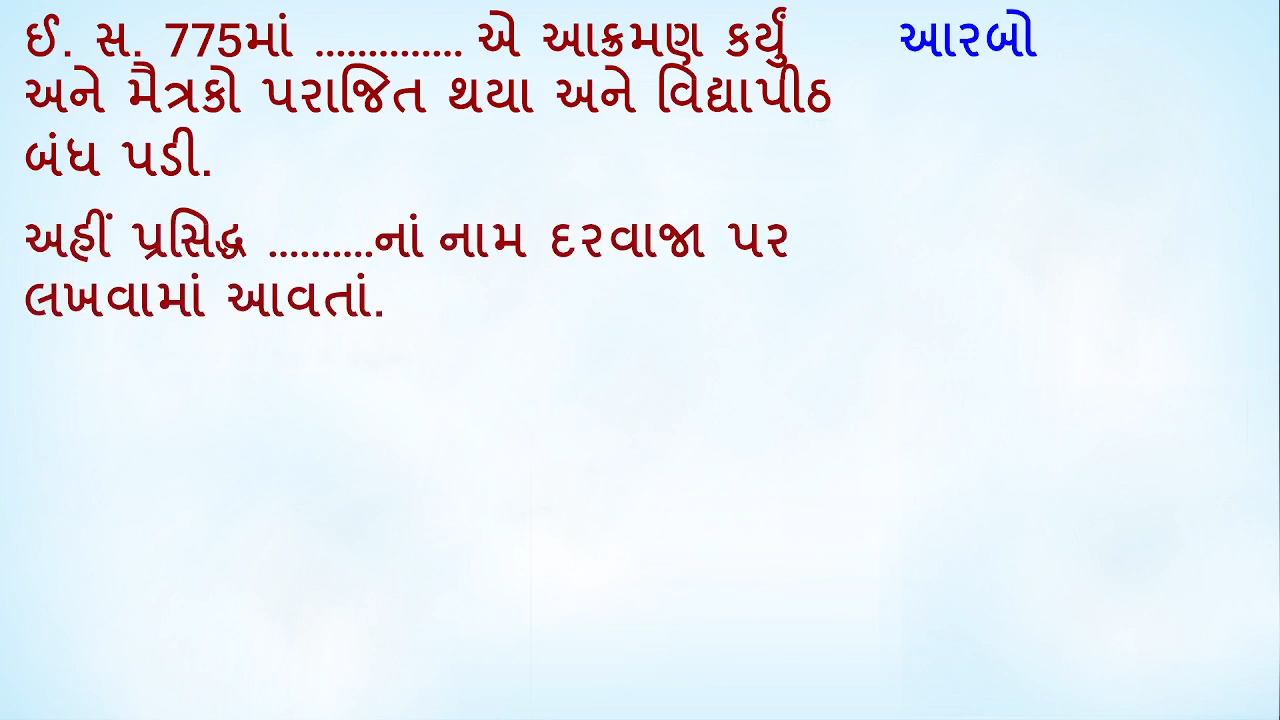 ઈ. સ. 775માં .............. એ આક્રમણ કર્યું આરબો
અને મૈત્રકો પરાજિત થયા અને વિદ્યાપીઠ
બંધ પડી.
અહીં પ્રસિદ્ધ ..........નાં નામ દરવાજા પર
લખવામાં આવતાં.